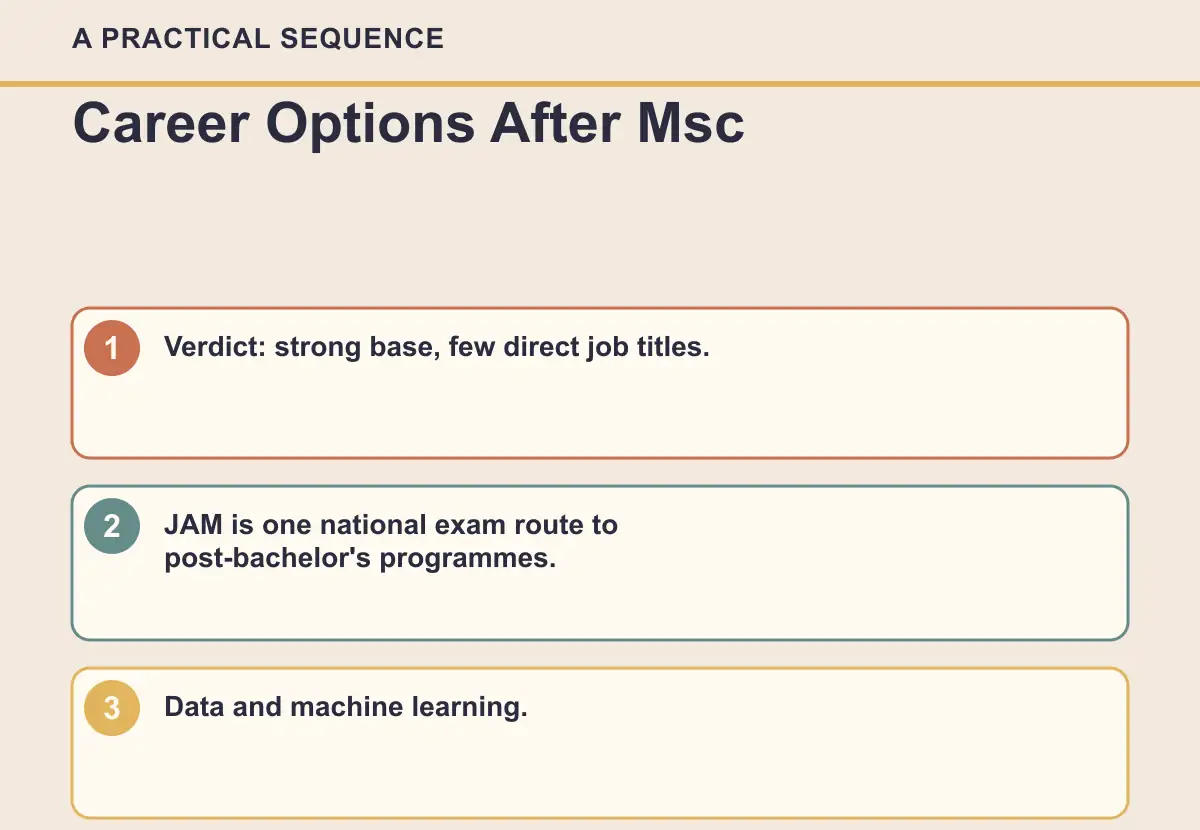 A PRACTICAL SEQUENCE
Career Options After Msc
1
Verdict: strong base, few direct job titles.
2
JAM is one national exam route to
post-bachelor's programmes.
3
Data and machine learning.